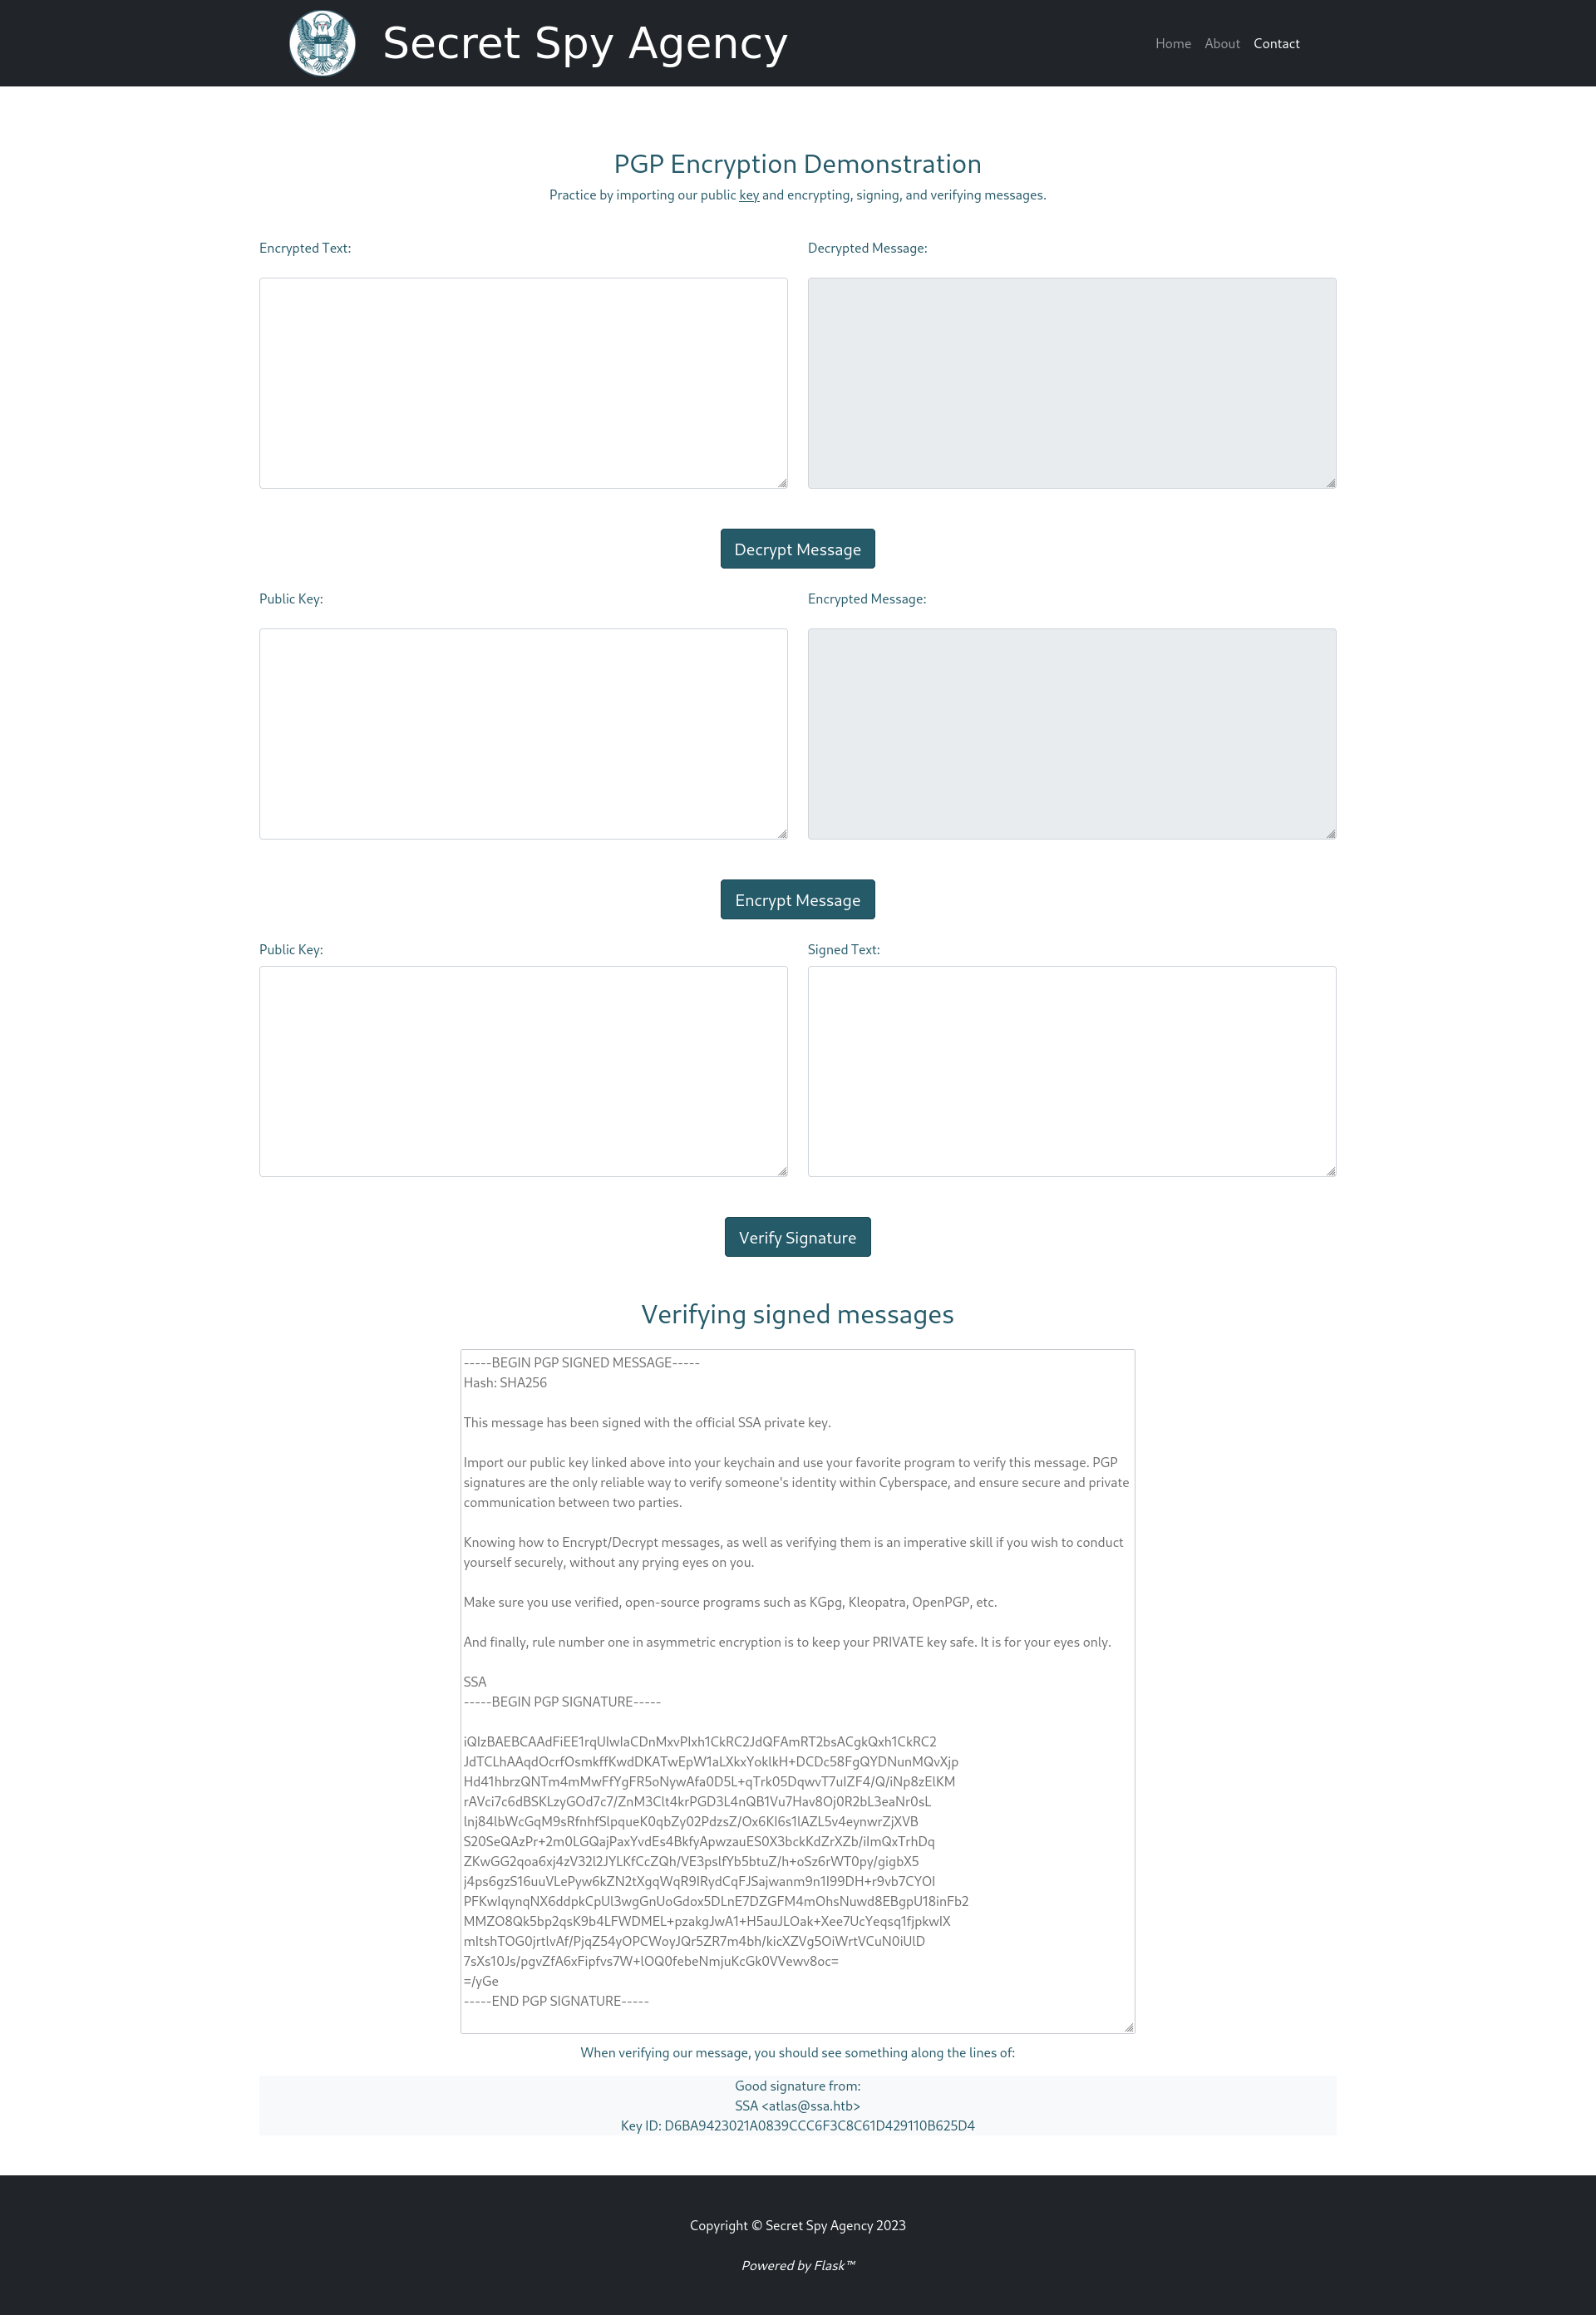 Secret Spy Agency
Home About Contact
PGP Encryption Demonstration
Practice by importing our public key and encrypting, signing, and verifying messages.
Encrypted Text:
Decrypted Message:
Decrypt Message
Public Key:
Encrypted Message:
Encrypt Message
Public Key:
Signed Text:
Verify Signature
Verifying signed messages
-----BEGIN PGP SIGNED MESSAGE-----
Hash: SHA256
This message has been signed with the official SSA private key.
Import our public key linked above into your keychain and use your favorite program to verify this message. PGP
signatures are the only reliable way to verify someone's identity within Cyberspace, and ensure secure and private
communication between two parties.
Knowing how to Encrypt/Decrypt messages, as well as verifying them is an imperative skill if you wish to conduct
yourself securely, without any prying eyes on you.
Make sure you use verified, open-source programs such as KGpg, Kleopatra, OpenPGP, etc.
And finally, rule number one in asymmetric encryption is to keep your PRIVATE key safe. It is for your eyes only.
SSA
-----BEGIN PGP SIGNATURE-----
iQIzBAEBCAAdFiEE1rqUIwIaCDnMxvPIxh1CkRC2JdQFAmRT2bsACgkQxh1CkRC2
JdTCLhAAqdOcrfOsmkffKwdDKATwEpW1aLXkxYoklkH+DCDc58FgQYDNunMQvXjp
Hd41hbrzQNTm4mMwFfYgFR5oNywAfa0D5L+qTrk05DqwvT7uIZF4/Q/iNp8zElKM
rAVci7c6dBSKLzyGOd7c7/ZnM3Clt4krPGD3L4nQB1Vu7Hav8Oj0R2bL3eaNr0sL
lnj84lbWcGqM9sRfnhfSlpqueK0qbZy02PdzsZ/Ox6KI6s1lAZL5v4eynwrZjXVB
S20SeQAzPr+2m0LGQajPaxYvdEs4BkfyApwzauES0X3bckKdZrXZb/iImQxTrhDq
ZKwGG2qoa6xj4zV32l2JYLKfCcZQh/VE3pslfYb5btuZ/h+oSz6rWT0py/gigbX5
j4ps6gzS16uuVLePyw6kZN2tXgqWqR9IRydCqFJSajwanm9n1I99DH+r9vb7CYOI
PFKwIqynqNX6ddpkCpUl3wgGnUoGdox5DLnE7DZGFM4mOhsNuwd8EBgpU18inFb2
MMZO8Qk5bp2qsK9b4LFWDMEL+pzakgJwA1+H5auJLOak+Xee7UcYeqsq1fjpkwIX
mItshTOG0jrtlvAf/PjqZ54yOPCWoyJQr5ZR7m4bh/kicXZVg5OiWrtVCuN0iUlD
7sXs10Js/pgvZfA6xFipfvs7W+lOQ0febeNmjuKcGk0VVewv8oc=
=/yGe
-----END PGP SIGNATURE-----
When verifying our message, you should see something along the lines of:
Good signature from:
SSA <atlas@ssa.htb>
Key ID: D6BA9423021A0839CCC6F3C8C61D429110B625D4
Copyright © Secret Spy Agency 2023
Powered by Flask™